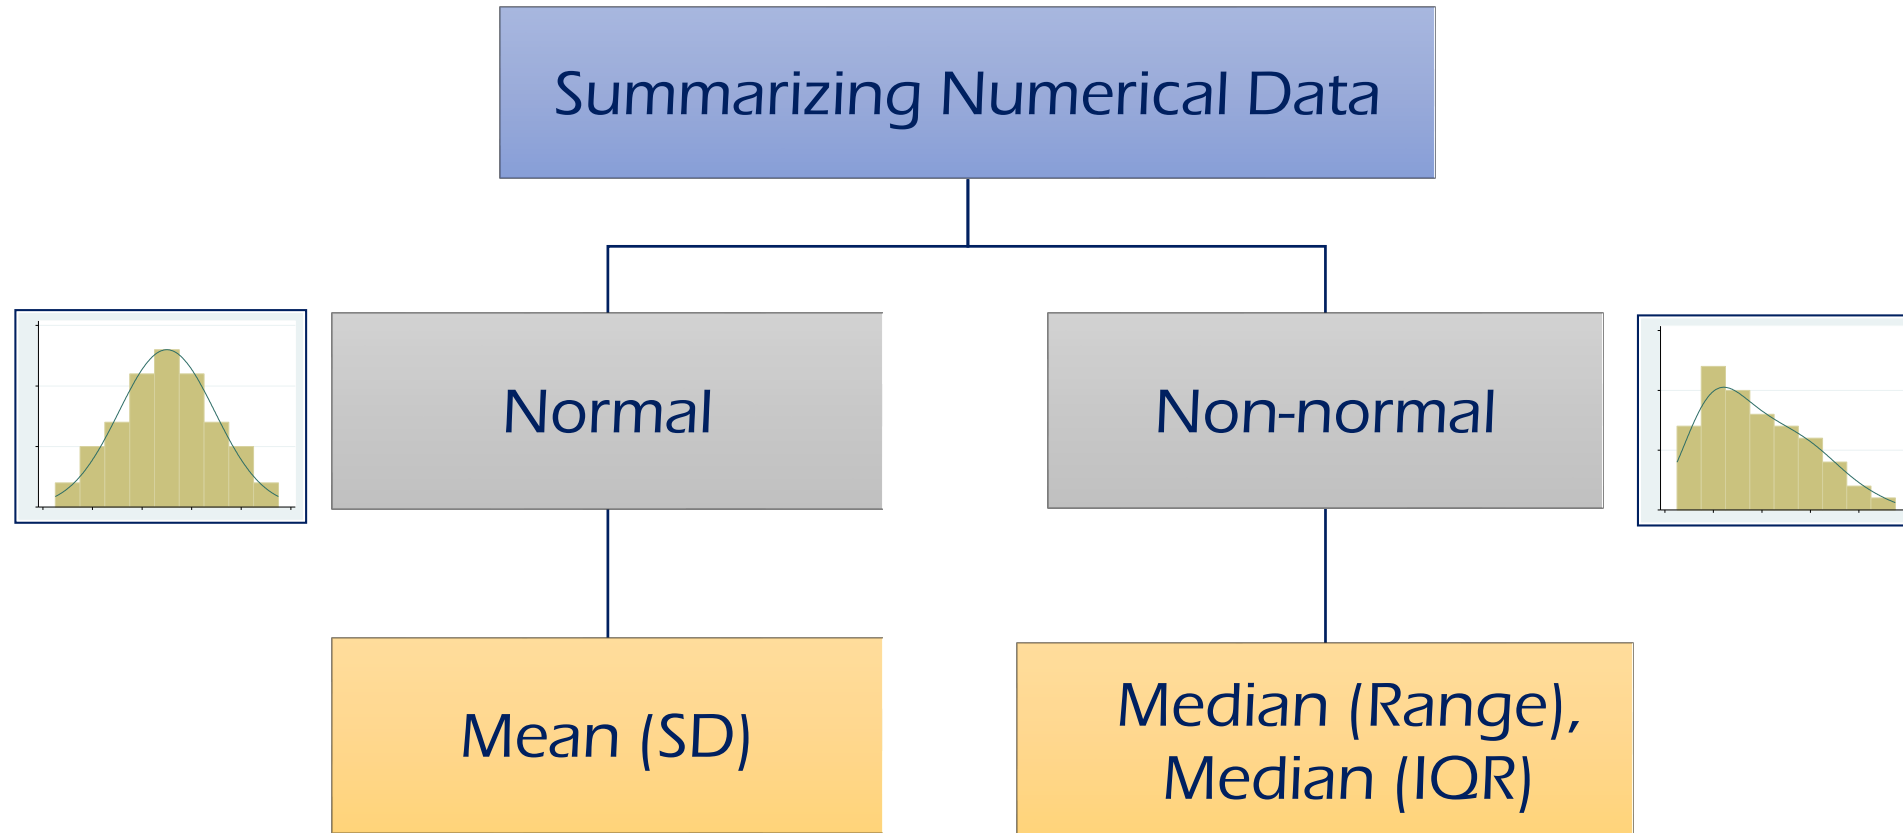 Summarizing Numerical Data
Normal
Non-normal
Mean (SD)
Median (Range),
Median (IQR)